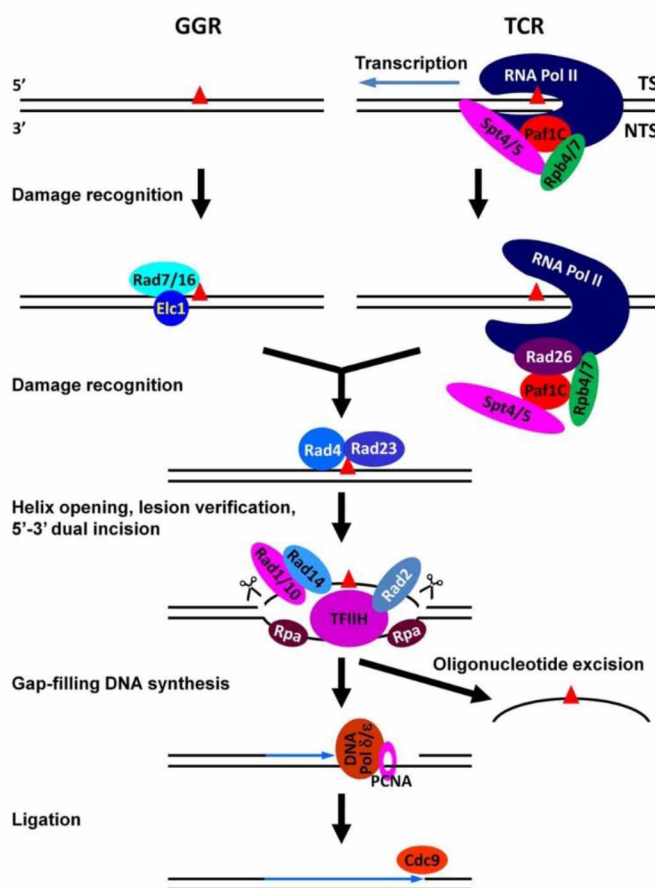 GGR
TCR
Transcription
RNA Pol II
5’
TS
3’
NTS
Spt4/5
Paf1C
Rpb4/7
Damage recognition
Rad7/16
Elc1
RNA Pol II
Rad26
Paf1C
Rpb4/7
Spt4/5
Damage recognition
Rad4
Rad23
Helix opening, lesion verification,
5’-3’ dual incision
Rad1/10
Rad14
Rad2
TFIIH
Rpa
Rpa
Oligonucleotide excision
Gap-filling DNA synthesis
DNA
Pol δ/ε
PCNA
Ligation
Cdc9